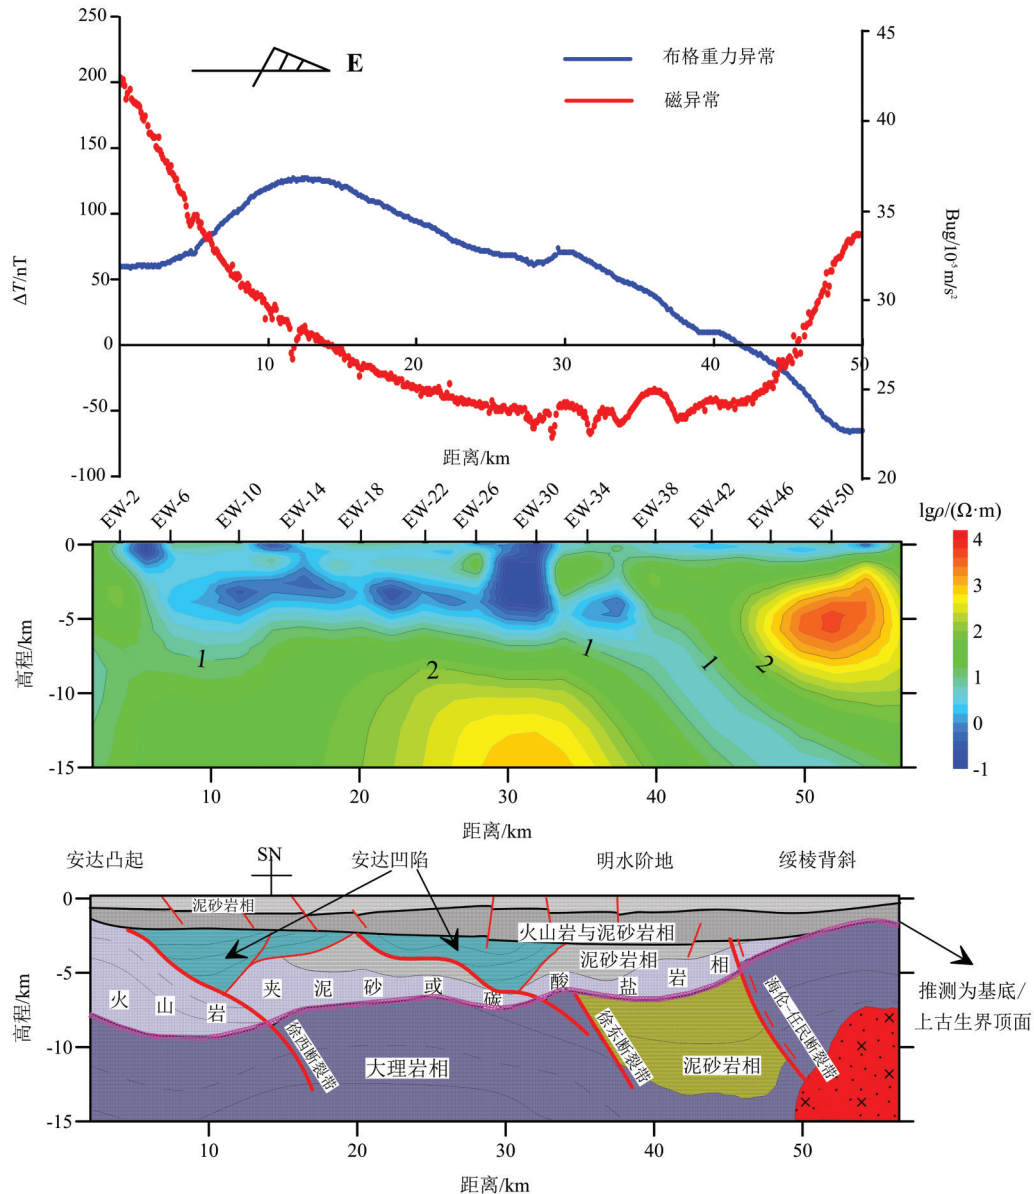 250
200
150
100
50
0
-50
-100
ΔT/nT
E
布格重力异常
磁异常
45
40
35
30
25
20
Bug/10⁻⁵ m/s²
10
20
30
40
50
距离/km
EW-2
EW-6
EW-10
EW-14
EW-18
EW-22
EW-26
EW-30
EW-34
EW-38
EW-42
EW-46
EW-50
lgρ/(Ω·m)
4
3
2
1
0
-1
0
-5
-10
-15
高程/km
1
2
1
1
2
10
20
30
40
50
距离/km
安达凸起
SN
安达凹陷
明水阶地
绥棱背斜
0
-5
-10
-15
高程/km
泥砂岩相
火山岩与泥砂岩相
泥砂岩相
火山岩夹泥砂或碳酸盐岩相
徐西断裂带
大理岩相
徐东断裂带
泥砂岩相
海伦-任民断裂带
推测为基底/
上古生界顶面
10
20
30
40
50
距离/km